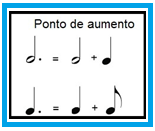 Ponto de aumento
= +
= +